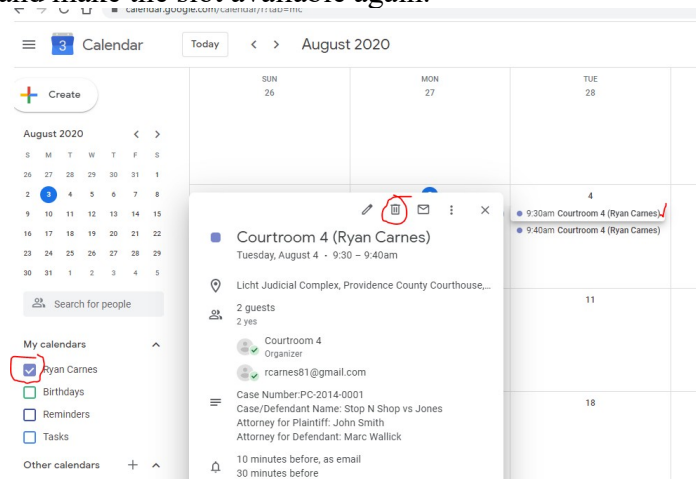 and make the slot available again.
calendar.google.com/calendar/r?tab=mc
3 Calendar Today < > August 2020
Create
SUN MON TUE
26 27 28
August 2020 < >
S M T W T F S
26 27 28 29 30 31 1
2 3 4 5 6 7 8
9 10 11 12 13 14 15
16 17 18 19 20 21 22
23 24 25 26 27 28 29
30 31 1 2 3 4 5
4
9:30am Courtroom 4 (Ryan Carnes)
9:40am Courtroom 4 (Ryan Carnes)
11
18
Search for people
My calendars
Ryan Carnes
Birthdays
Reminders
Tasks
Other calendars
Courtroom 4 (Ryan Carnes)
Tuesday, August 4 · 9:30 – 9:40am
Licht Judicial Complex, Providence County Courthouse,...
2 guests
2 yes
Courtroom 4
Organizer
rcarnes81@gmail.com
Case Number:PC-2014-0001
Case/Defendant Name: Stop N Shop vs Jones
Attorney for Plaintiff: John Smith
Attorney for Defendant: Marc Wallick
10 minutes before, as email
30 minutes before